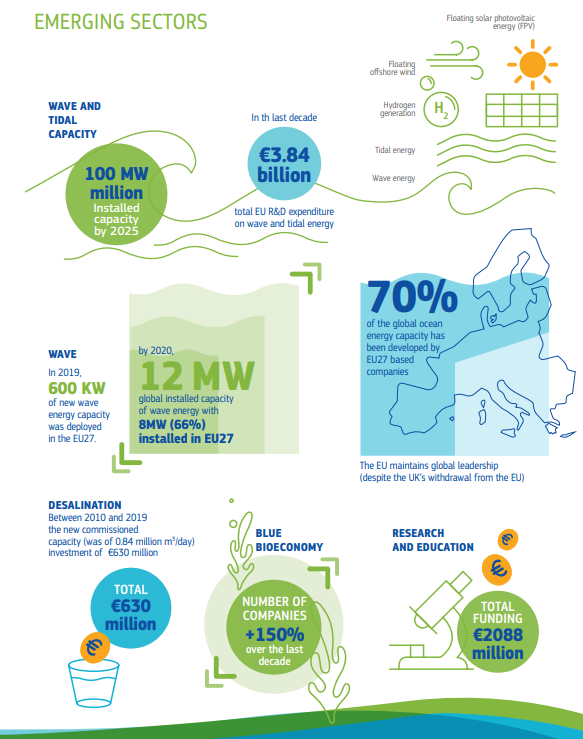 EMERGING SECTORS
Floating solar photovoltaic
energy (FPV)
Floating
offshore wind
Hydrogen
generation
H2
Tidal energy
Wave energy
WAVE AND
TIDAL
CAPACITY
100 MW
million
Installed
capacity
by 2025
In th last decade
€3.84
billion
total EU R&D expenditure
on wave and tidal energy
WAVE
In 2019,
600 KW
of new wave
energy capacity
was deployed
in the EU27.
by 2020,
12 MW
global installed capacity
of wave energy with
8MW (66%)
installed in EU27
70%
of the global ocean
energy capacity has
been developed by
EU27 based
companies
The EU maintains global leadership
(despite the UK's withdrawal from the EU)
DESALINATION
Between 2010 and 2019
the new commissioned
capacity (was of 0.84 million m³/day)
investment of €630 million
TOTAL
€630
million
€
BLUE
BIOECONOMY
NUMBER OF
COMPANIES
+150%
over the last
decade
RESEARCH
AND EDUCATION
€
€
TOTAL
FUNDING
€2088
million